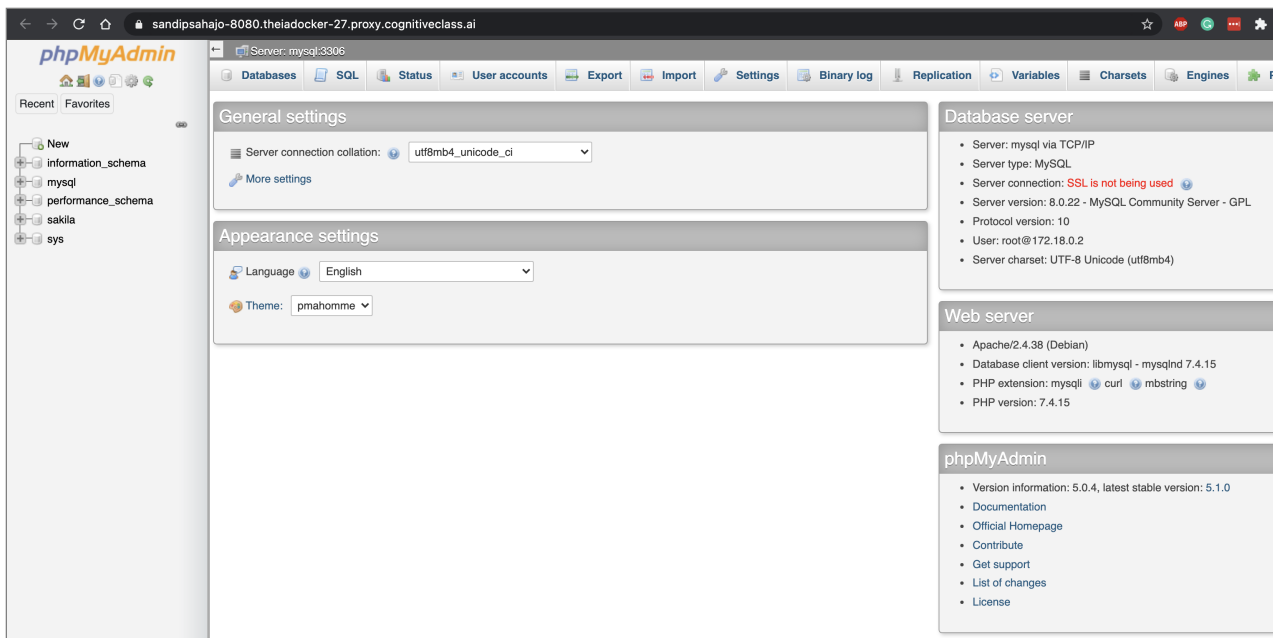 sandipsahajo-8080.theiadocker-27.proxy.cognitiveclass.ai
ABP
phpMyAdmin
Recent Favorites
New
information_schema
mysql
performance_schema
sakila
sys
Server: mysql:3306
Databases SQL Status User accounts Export Import Settings Binary log Replication Variables Charsets Engines
General settings
Server connection collation: utf8mb4_unicode_ci
More settings
Appearance settings
Language English
Theme: pmahomme
Database server
Server: mysql via TCP/IP
Server type: MySQL
Server connection: SSL is not being used
Server version: 8.0.22 - MySQL Community Server - GPL
Protocol version: 10
User: root@172.18.0.2
Server charset: UTF-8 Unicode (utf8mb4)
Web server
Apache/2.4.38 (Debian)
Database client version: libmysql - mysqlnd 7.4.15
PHP extension: mysqli curl mbstring
PHP version: 7.4.15
phpMyAdmin
Version information: 5.0.4, latest stable version: 5.1.0
Documentation
Official Homepage
Contribute
Get support
List of changes
License